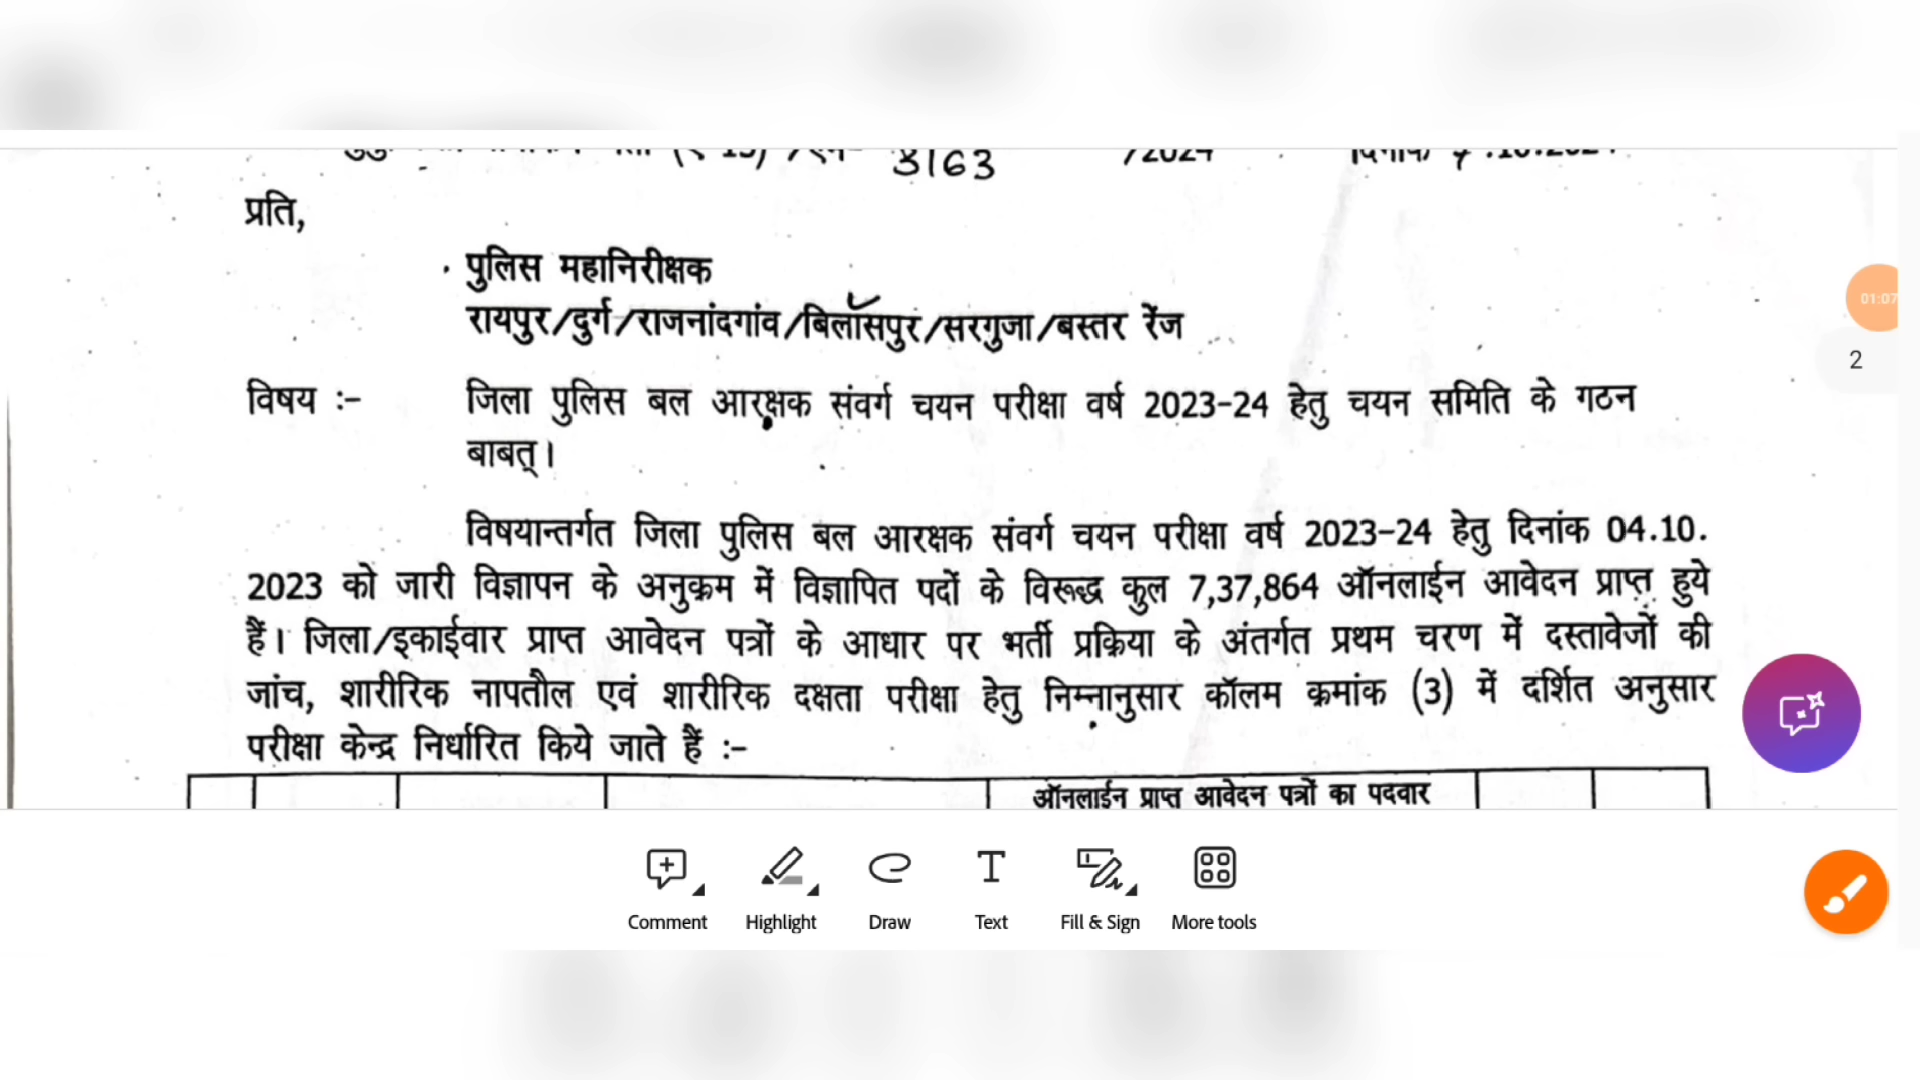 3163 /2024
प्रति,
पुलिस महानिरीक्षक
रायपुर/दुर्ग/राजनांदगांव/बिलासपुर/सरगुजा/बस्तर रेंज
विषय :- जिला पुलिस बल आरक्षक संवर्ग चयन परीक्षा वर्ष 2023-24 हेतु चयन समिति के गठन
बाबत्।
विषयान्तर्गत जिला पुलिस बल आरक्षक संवर्ग चयन परीक्षा वर्ष 2023-24 हेतु दिनांक 04.10.
2023 को जारी विज्ञापन के अनुक्रम में विज्ञापित पदों के विरूद्ध कुल 7,37,864 ऑनलाईन आवेदन प्राप्त हुये
हैं। जिला/इकाईवार प्राप्त आवेदन पत्रों के आधार पर भर्ती प्रक्रिया के अंतर्गत प्रथम चरण में दस्तावेजों की
जांच, शारीरिक नापतौल एवं शारीरिक दक्षता परीक्षा हेतु निम्नानुसार कॉलम क्रमांक (3) में दर्शित अनुसार
परीक्षा केन्द्र निर्धारित किये जाते हैं :-
ऑनलाईन प्राप्त आवेदन पत्रों का पदवार
01:07
2
Comment Highlight Draw Text Fill & Sign More tools